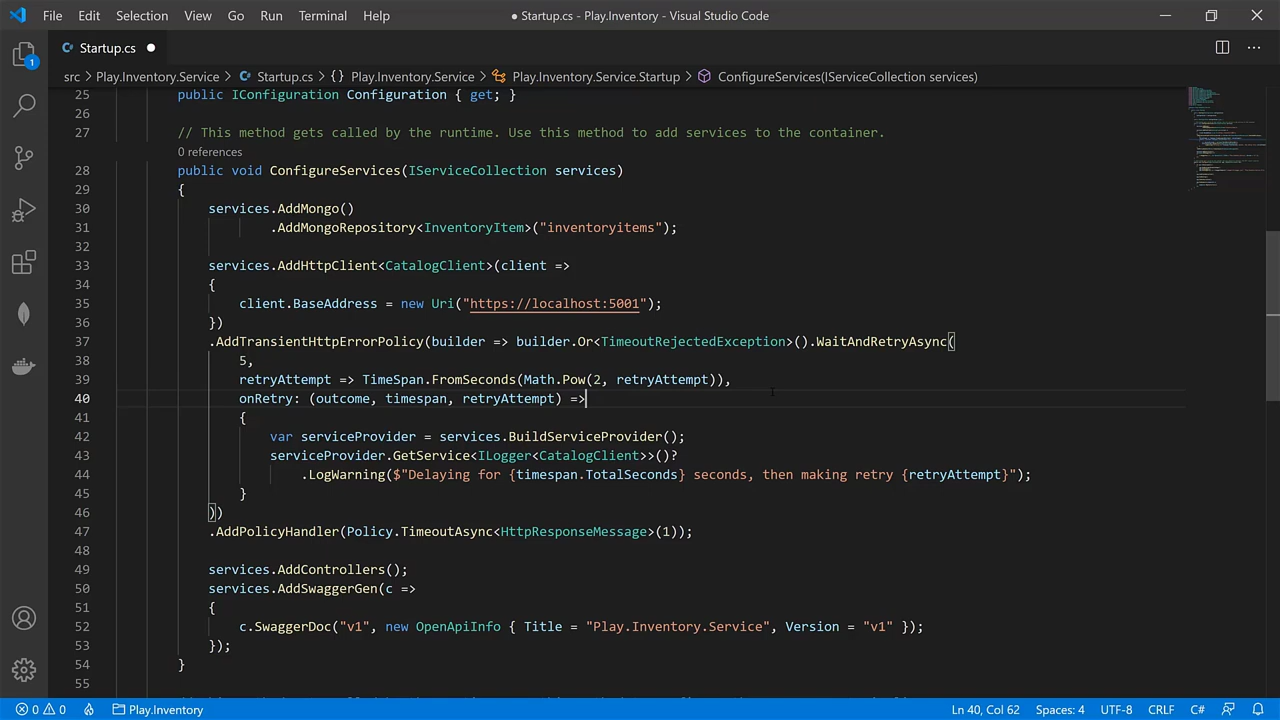 File Edit Selection View Go Run Terminal Help ● Startup.cs - Play.Inventory - Visual Studio Code
Startup.cs
src > Play.Inventory.Service > Startup.cs > {} Play.Inventory.Service > Play.Inventory.Service.Startup > ConfigureServices(IServiceCollection services)
1
25 public IConfiguration Configuration { get; }
26
27 // This method gets called by the runtime. Use this method to add services to the container.
0 references
28 public void ConfigureServices(IServiceCollection services)
29 {
30 services.AddMongo()
31 .AddMongoRepository<InventoryItem>("inventoryitems");
32
33 services.AddHttpClient<CatalogClient>(client =>
34 {
35 client.BaseAddress = new Uri("https://localhost:5001");
36 })
37 .AddTransientHttpErrorPolicy(builder => builder.Or<TimeoutRejectedException>().WaitAndRetryAsync(
38 5,
39 retryAttempt => TimeSpan.FromSeconds(Math.Pow(2, retryAttempt)),
40 onRetry: (outcome, timespan, retryAttempt) =>
41 {
42 var serviceProvider = services.BuildServiceProvider();
43 serviceProvider.GetService<ILogger<CatalogClient>>()?
44 .LogWarning($"Delaying for {timespan.TotalSeconds} seconds, then making retry {retryAttempt}");
45 }
46 ))
47 .AddPolicyHandler(Policy.TimeoutAsync<HttpResponseMessage>(1));
48
49 services.AddControllers();
50 services.AddSwaggerGen(c =>
51 {
52 c.SwaggerDoc("v1", new OpenApiInfo { Title = "Play.Inventory.Service", Version = "v1" });
53 });
54 }
55
0 0 Play.Inventory Ln 40, Col 62 Spaces: 4 UTF-8 CRLF C#